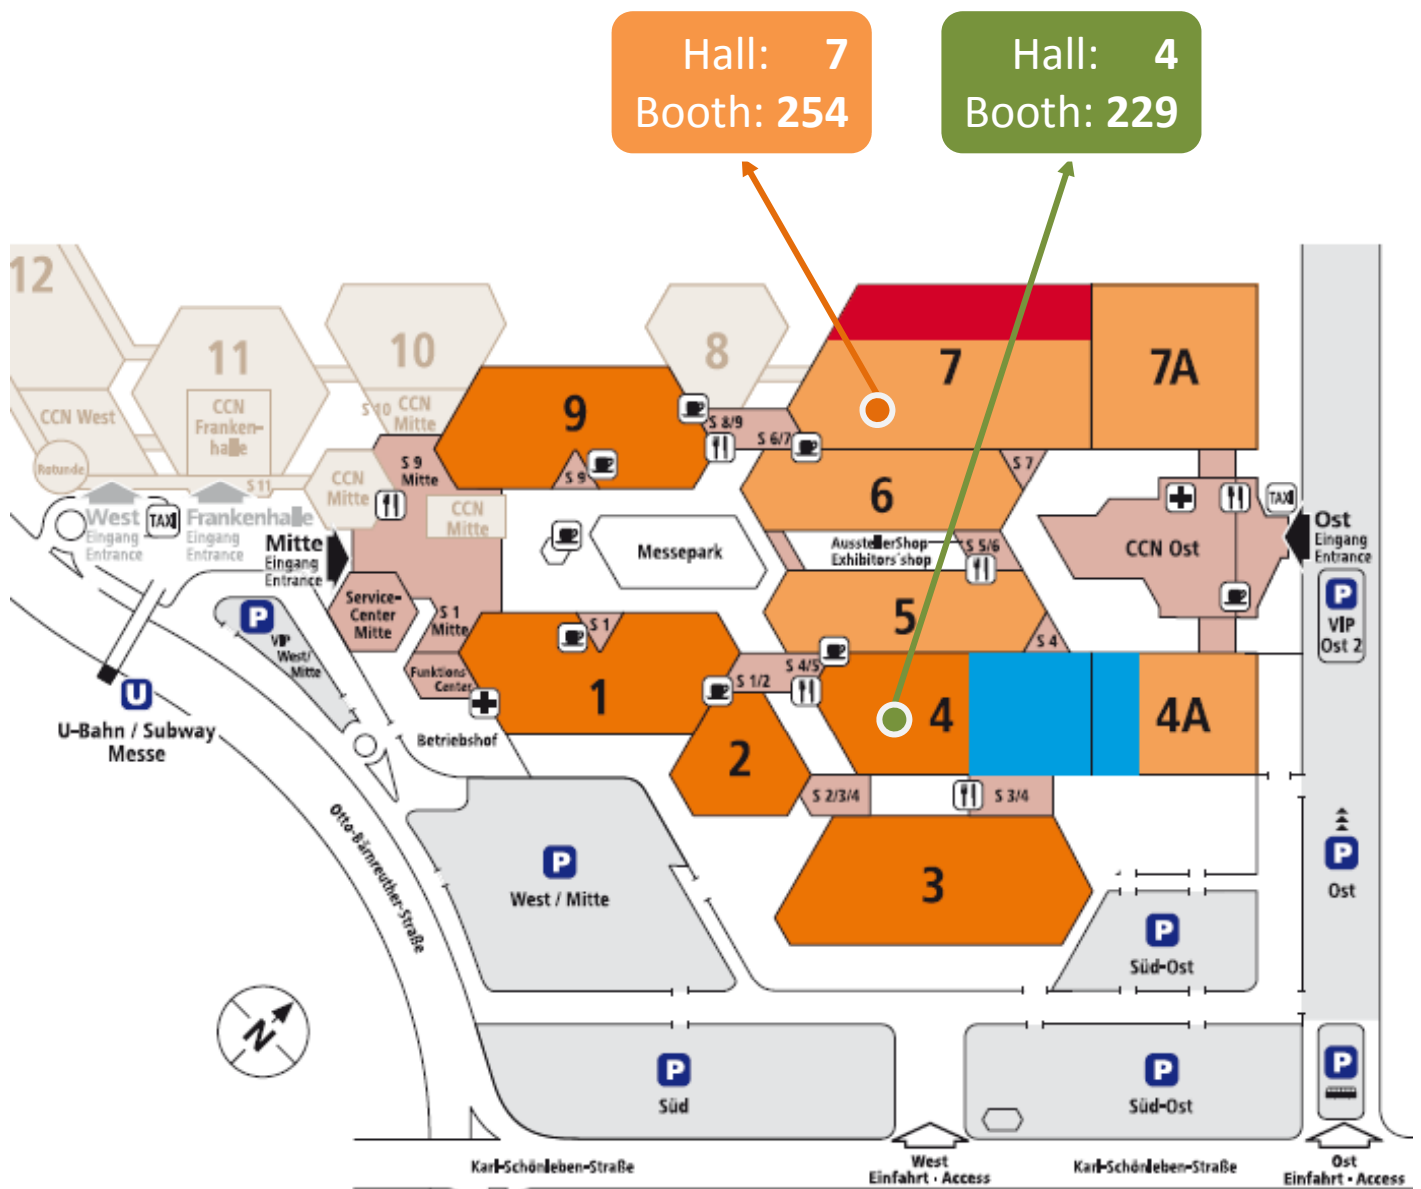 Hall: 7
Booth: 254
Hall: 4
Booth: 229
12
11
10
8
7
7A
CCN West
CCN
Franken-
halle
S 10
CCN
Mitte
9
S 8/9
S 6/7
Rotunde
S 11
CCN
Mitte
S 9
Mitte
S 9
CCN
Mitte
6
S 7
West
Eingang
Entrance
TAXI
Frankenhalle
Eingang
Entrance
Mitte
Eingang
Entrance
Messepark
AusstellerShop
Exhibitors'shop
S 5/6
CCN Ost
TAXI
Ost
Eingang
Entrance
P
VIP
Ost 2
Service-
Center
Mitte
S 1
Mitte
S 1
5
S 4
P
VIP
West/
Mitte
Funktions
Center
S 1/2
S 4/5
1
2
4
4A
U
U-Bahn / Subway
Messe
Betriebshof
S 2/3/4
S 3/4
Otto-Bärnreuther-Straße
P
West / Mitte
3
P
Ost
P
Süd-Ost
N
P
Süd
P
Süd-Ost
P
Karl-Schönleben-Straße
West
Einfahrt · Access
Karl-Schönleben-Straße
Ost
Einfahrt · Access